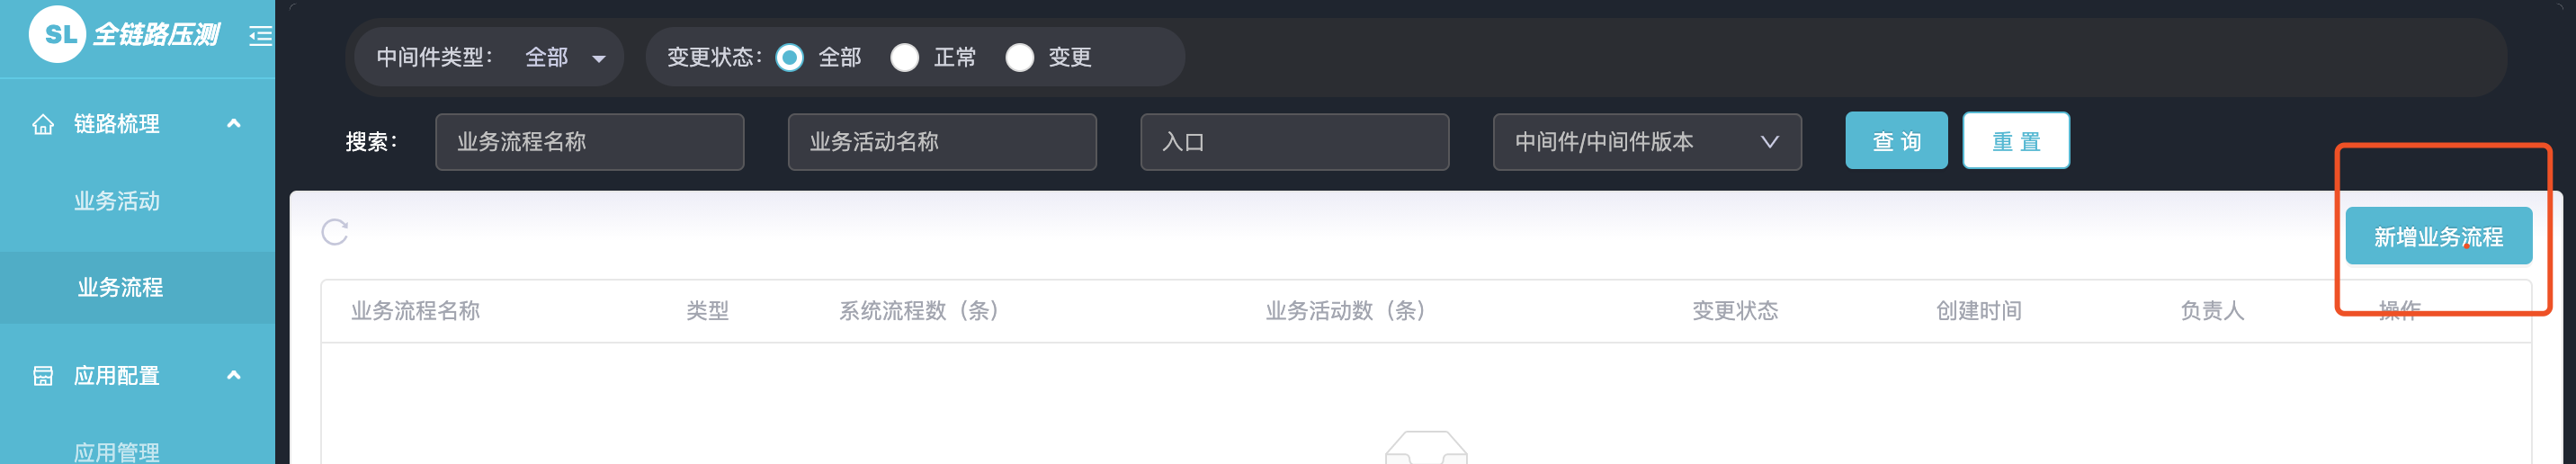 SL 全链路压测
链路梳理
业务活动
业务流程
应用配置
应用管理
中间件类型： 全部 变更状态： 全部 正常 变更
搜索： 业务流程名称 业务活动名称 入口 中间件/中间件版本 查 询 重 置
新增业务流程
业务流程名称 类型 系统流程数（条） 业务活动数（条） 变更状态 创建时间 负责人 操作